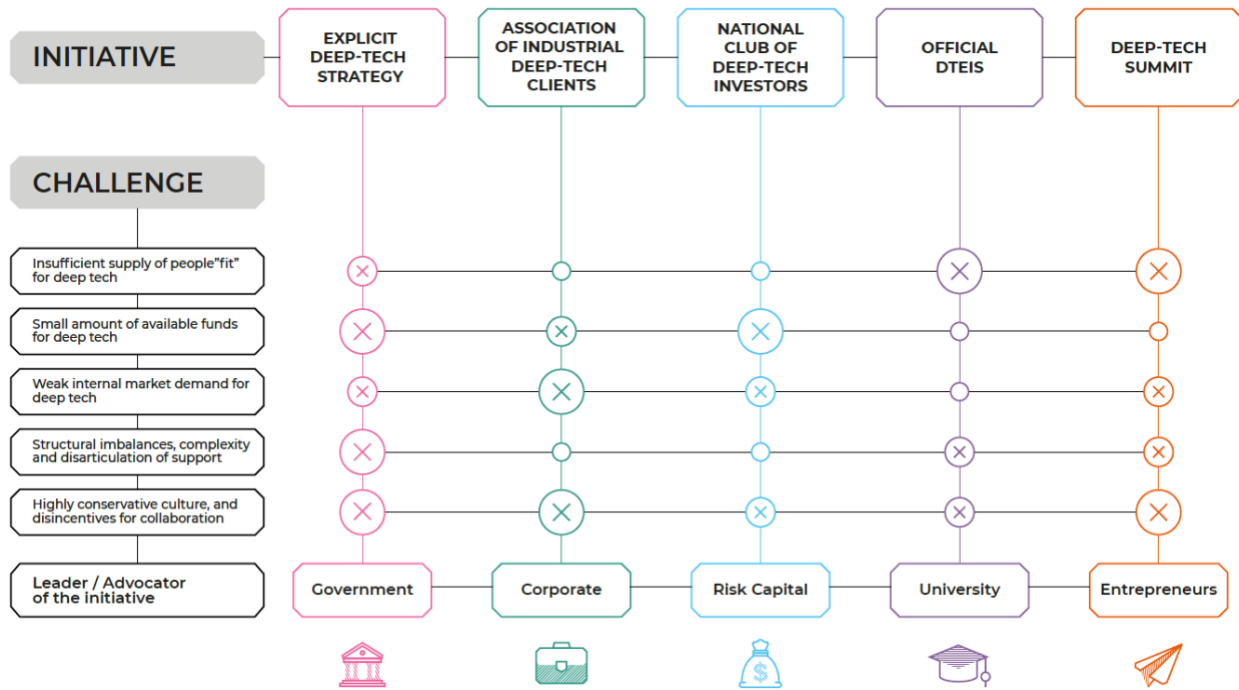 INITIATIVE
EXPLICIT
DEEP-TECH
STRATEGY
ASSOCIATION
OF INDUSTRIAL
DEEP-TECH
CLIENTS
NATIONAL
CLUB OF
DEEP-TECH
INVESTORS
OFFICIAL
DTEIS
DEEP-TECH
SUMMIT
CHALLENGE
Insufficient supply of people”fit”
for deep tech
Small amount of available funds
for deep tech
Weak internal market demand for
deep tech
Structural imbalances, complexity
and disarticulation of support
Highly conservative culture, and
disincentives for collaboration
Leader / Advocator
of the initiative
Government
Corporate
Risk Capital
University
Entrepreneurs
$